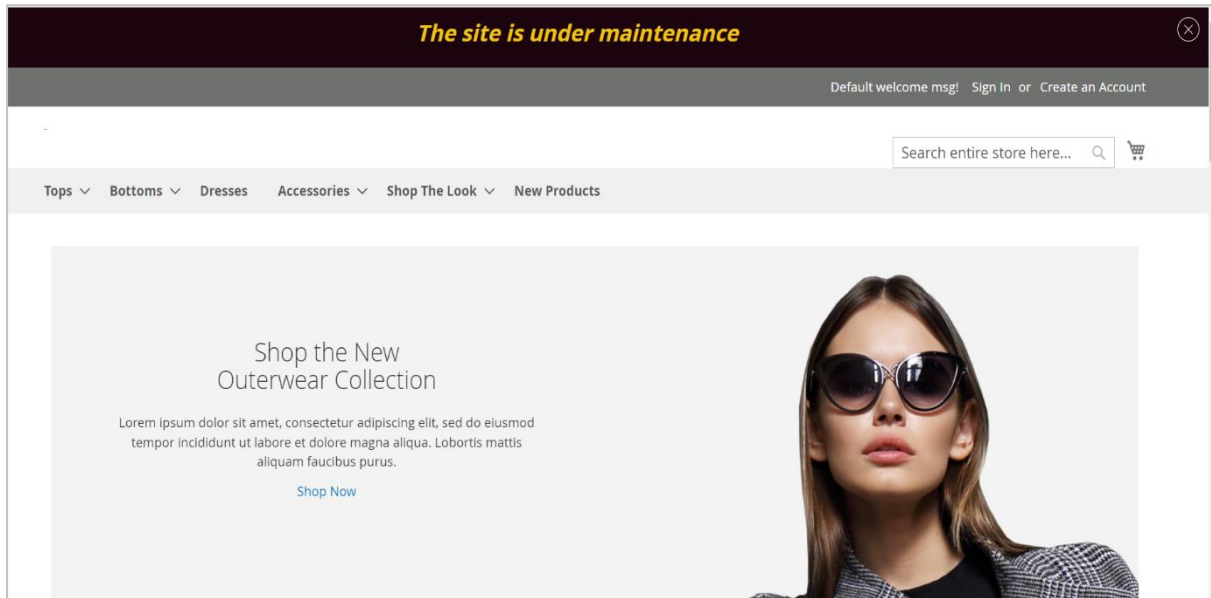 The site is under maintenance
Default welcome msg! Sign In or Create an Account
Search entire store here...
Tops Bottoms Dresses Accessories Shop The Look New Products
Shop the New
Outerwear Collection
Lorem ipsum dolor sit amet, consectetur adipiscing elit, sed do eiusmod
tempor incididunt ut labore et dolore magna aliqua. Lobortis mattis
aliquam faucibus purus.
Shop Now